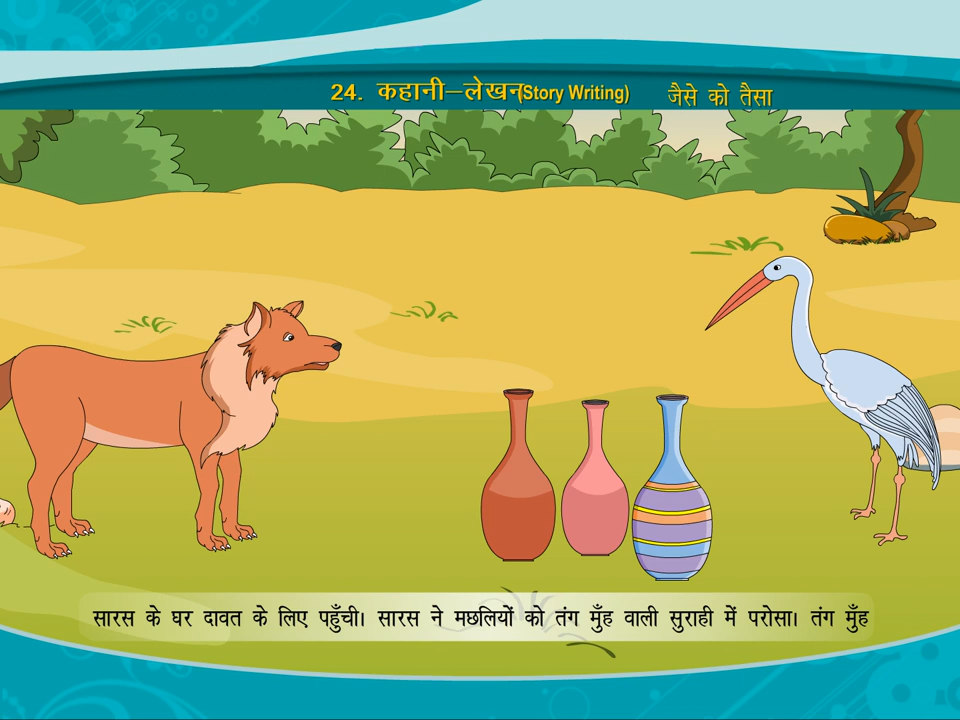 24. कहानी–लेखन(Story Writing) जैसे को तैसा
सारस के घर दावत के लिए पहुँची। सारस ने मछलियों को तंग मुँह वाली सुराही में परोसा। तंग मुँह